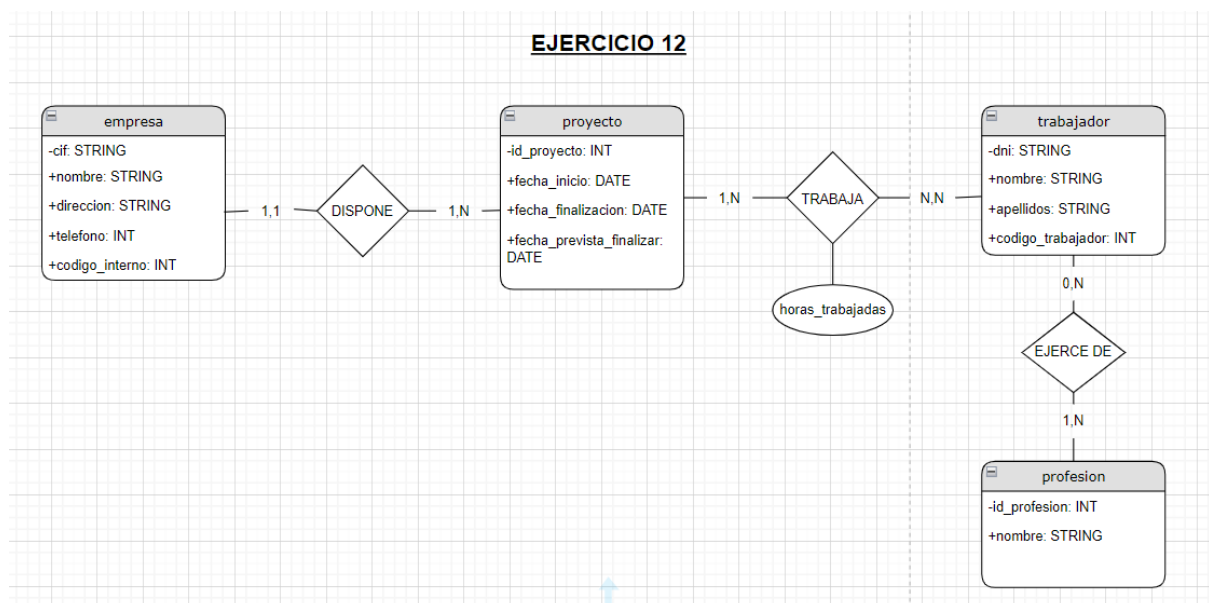 EJERCICIO 12
empresa
-cif: STRING
+nombre: STRING
+direccion: STRING
+telefono: INT
+codigo_interno: INT
1,1
DISPONE
1,N
proyecto
-id_proyecto: INT
+fecha_inicio: DATE
+fecha_finalizacion: DATE
+fecha_prevista_finalizar:
DATE
1,N
TRABAJA
N,N
horas_trabajadas
trabajador
-dni: STRING
+nombre: STRING
+apellidos: STRING
+codigo_trabajador: INT
0,N
EJERCE DE
1,N
profesion
-id_profesion: INT
+nombre: STRING